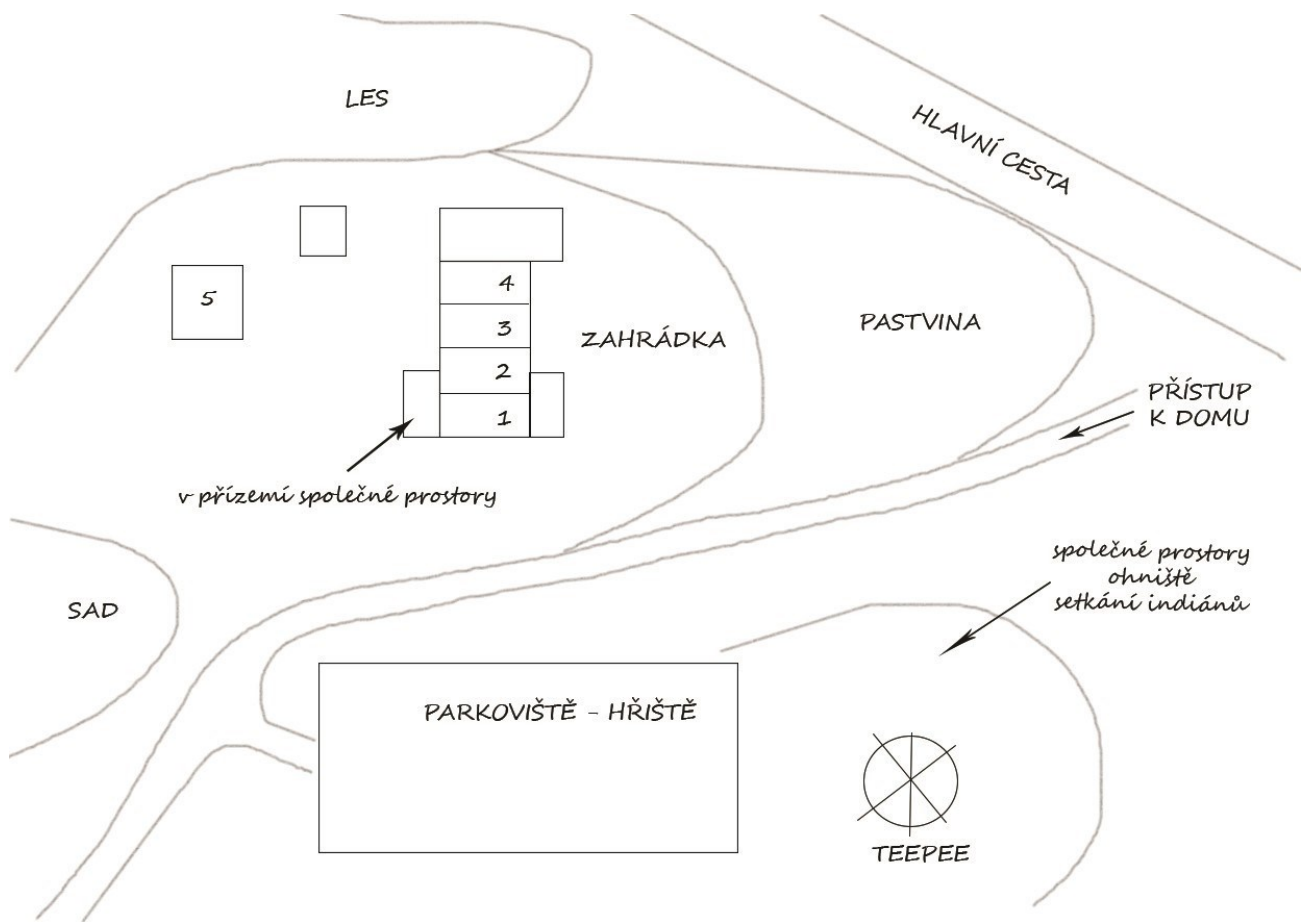 LES
HLAVNÍ CESTA
4
5
3
ZAHRÁDKA
PASTVINA
2
1
PŘÍSTUP
K DOMU
v přízemí společné prostory
společné prostory
ohniště
setkání indiánů
SAD
PARKOVIŠTĚ - HŘIŠTĚ
TEEPEE